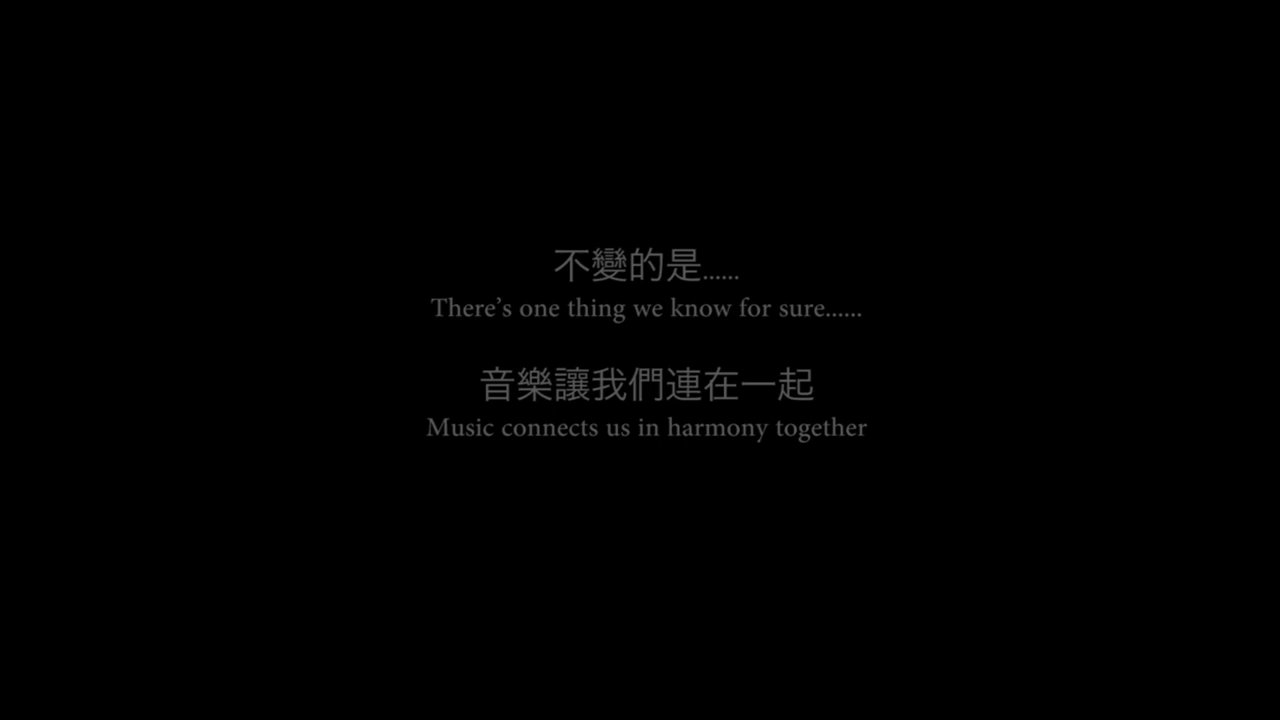 不變的是......
There’s one thing we know for sure......
音樂讓我們連在一起
Music connects us in harmony together